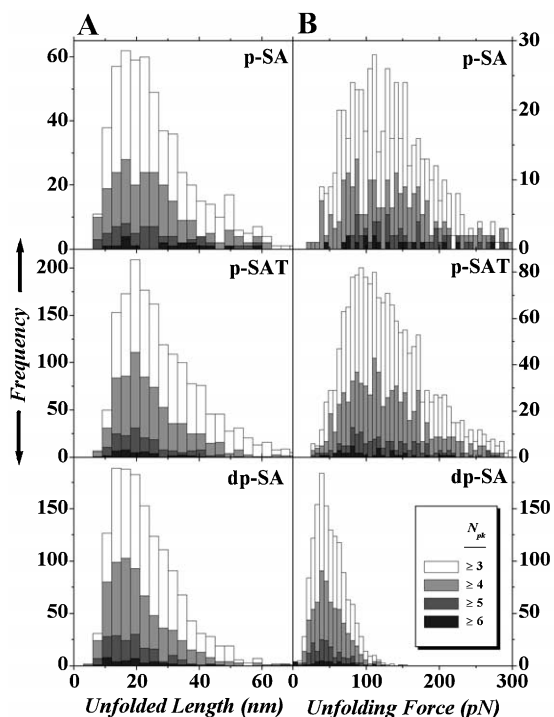 A
B
p-SA
p-SA
60
40
20
0
30
20
10
0
p-SAT
p-SAT
200
150
100
50
0
80
60
40
20
0
Frequency
dp-SA
dp-SA
150
100
50
0
150
100
50
0
N pk
≥ 3
≥ 4
≥ 5
≥ 6
0 20 40 60
0 100 200 300
Unfolded Length (nm)
Unfolding Force (pN)